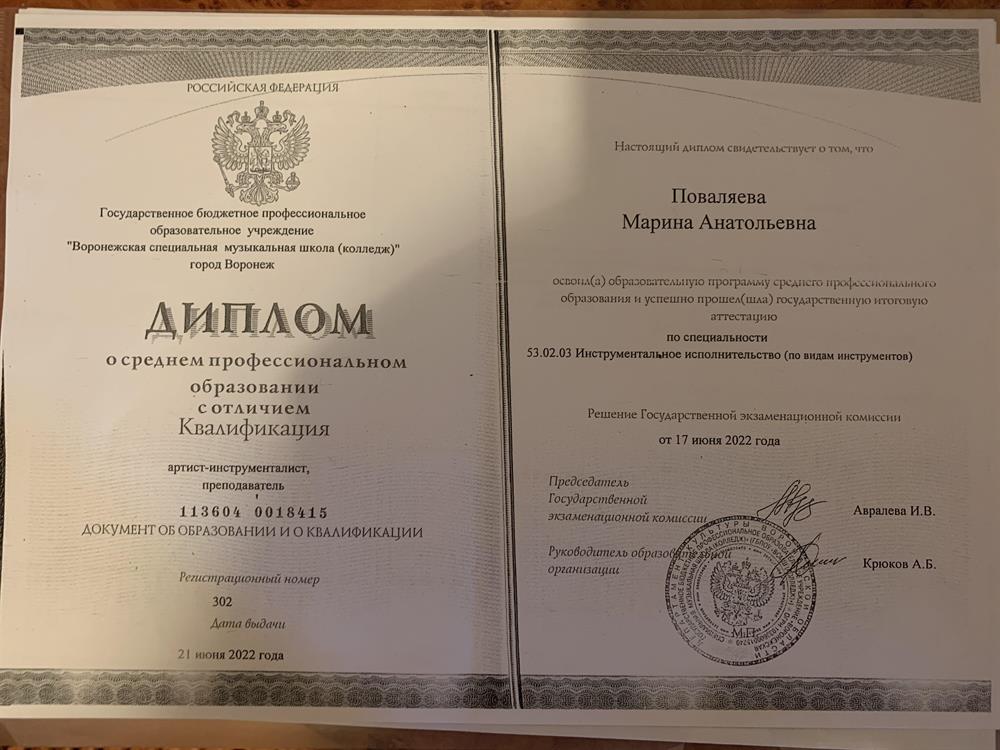 РОССИЙСКАЯ ФЕДЕРАЦИЯ
Государственное бюджетное профессиональное
образовательное учреждение
"Воронежская специальная музыкальная школа (колледж)"
город Воронеж
ДИПЛОМ
о среднем профессиональном
образовании
с отличием
Квалификация
артист-инструменталист,
преподаватель
113604 0018415
ДОКУМЕНТ ОБ ОБРАЗОВАНИИ И О КВАЛИФИКАЦИИ
Регистрационный номер
302
Дата выдачи
21 июня 2022 года
Настоящий диплом свидетельствует о том, что
Поваляева
Марина Анатольевна
освоил(а) образовательную программу среднего профессионального
образования и успешно прошел(шла) государственную итоговую
аттестацию
по специальности
53.02.03 Инструментальное исполнительство (по видам инструментов)
Решение Государственной экзаменационной комиссии
от 17 июня 2022 года
Председатель
Государственной
экзаменационной комиссии
Авралева И.В.
Руководитель образовательной
организации
Крюков А.Б.
М.П.